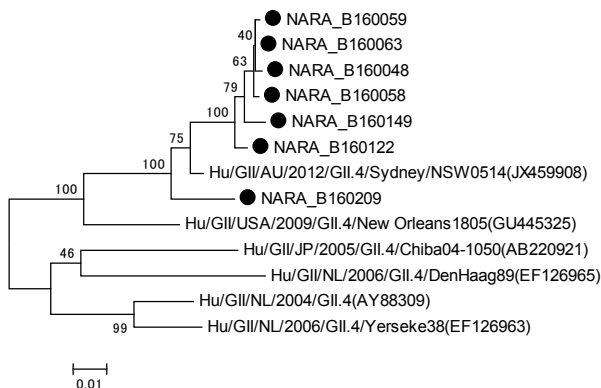 NARA_B160059
40
NARA_B160063
63
NARA_B160048
79
NARA_B160058
100
NARA_B160149
75
NARA_B160122
100
Hu/GII/AU/2012/GII.4/Sydney/NSW0514(JX459908)
100
NARA_B160209
Hu/GII/USA/2009/GII.4/New Orleans1805(GU445325)
46
Hu/GII/JP/2005/GII.4/Chiba04-1050(AB220921)
Hu/GII/NL/2006/GII.4/DenHaag89(EF126965)
Hu/GII/NL/2004/GII.4(AY88309)
99
Hu/GII/NL/2006/GII.4/Yerseke38(EF126963)
0.01